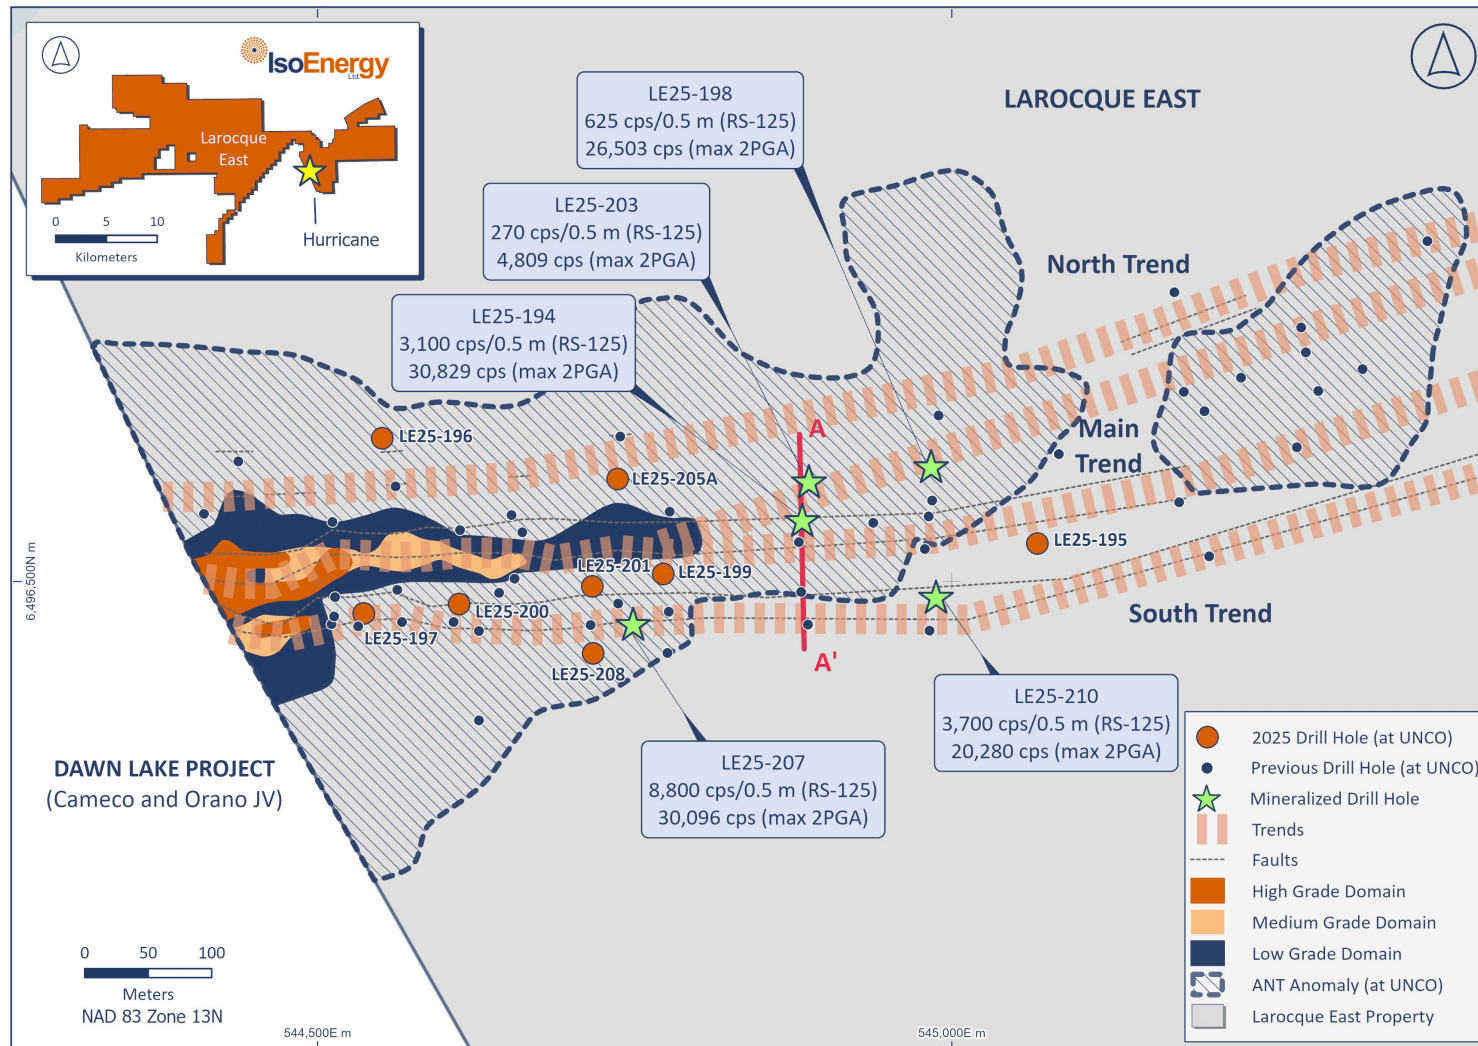 IsoEnergy
Ltd.
Larocque
East
0 5 10
Kilometers
Hurricane
LAROCQUE EAST
LE25-198
625 cps/0.5 m (RS-125)
26,503 cps (max 2PGA)
LE25-203
270 cps/0.5 m (RS-125)
4,809 cps (max 2PGA)
LE25-194
3,100 cps/0.5 m (RS-125)
30,829 cps (max 2PGA)
North Trend
Main
Trend
South Trend
A
A'
LE25-196
LE25-205A
LE25-195
LE25-201
LE25-199
LE25-200
LE25-197
LE25-208
LE25-210
3,700 cps/0.5 m (RS-125)
20,280 cps (max 2PGA)
LE25-207
8,800 cps/0.5 m (RS-125)
30,096 cps (max 2PGA)
6,496,500N m
DAWN LAKE PROJECT
(Cameco and Orano JV)
0 50 100
Meters
NAD 83 Zone 13N
544,500E m
545,000E m
2025 Drill Hole (at UNCO)
Previous Drill Hole (at UNCO)
Mineralized Drill Hole
Trends
Faults
High Grade Domain
Medium Grade Domain
Low Grade Domain
ANT Anomaly (at UNCO)
Larocque East Property